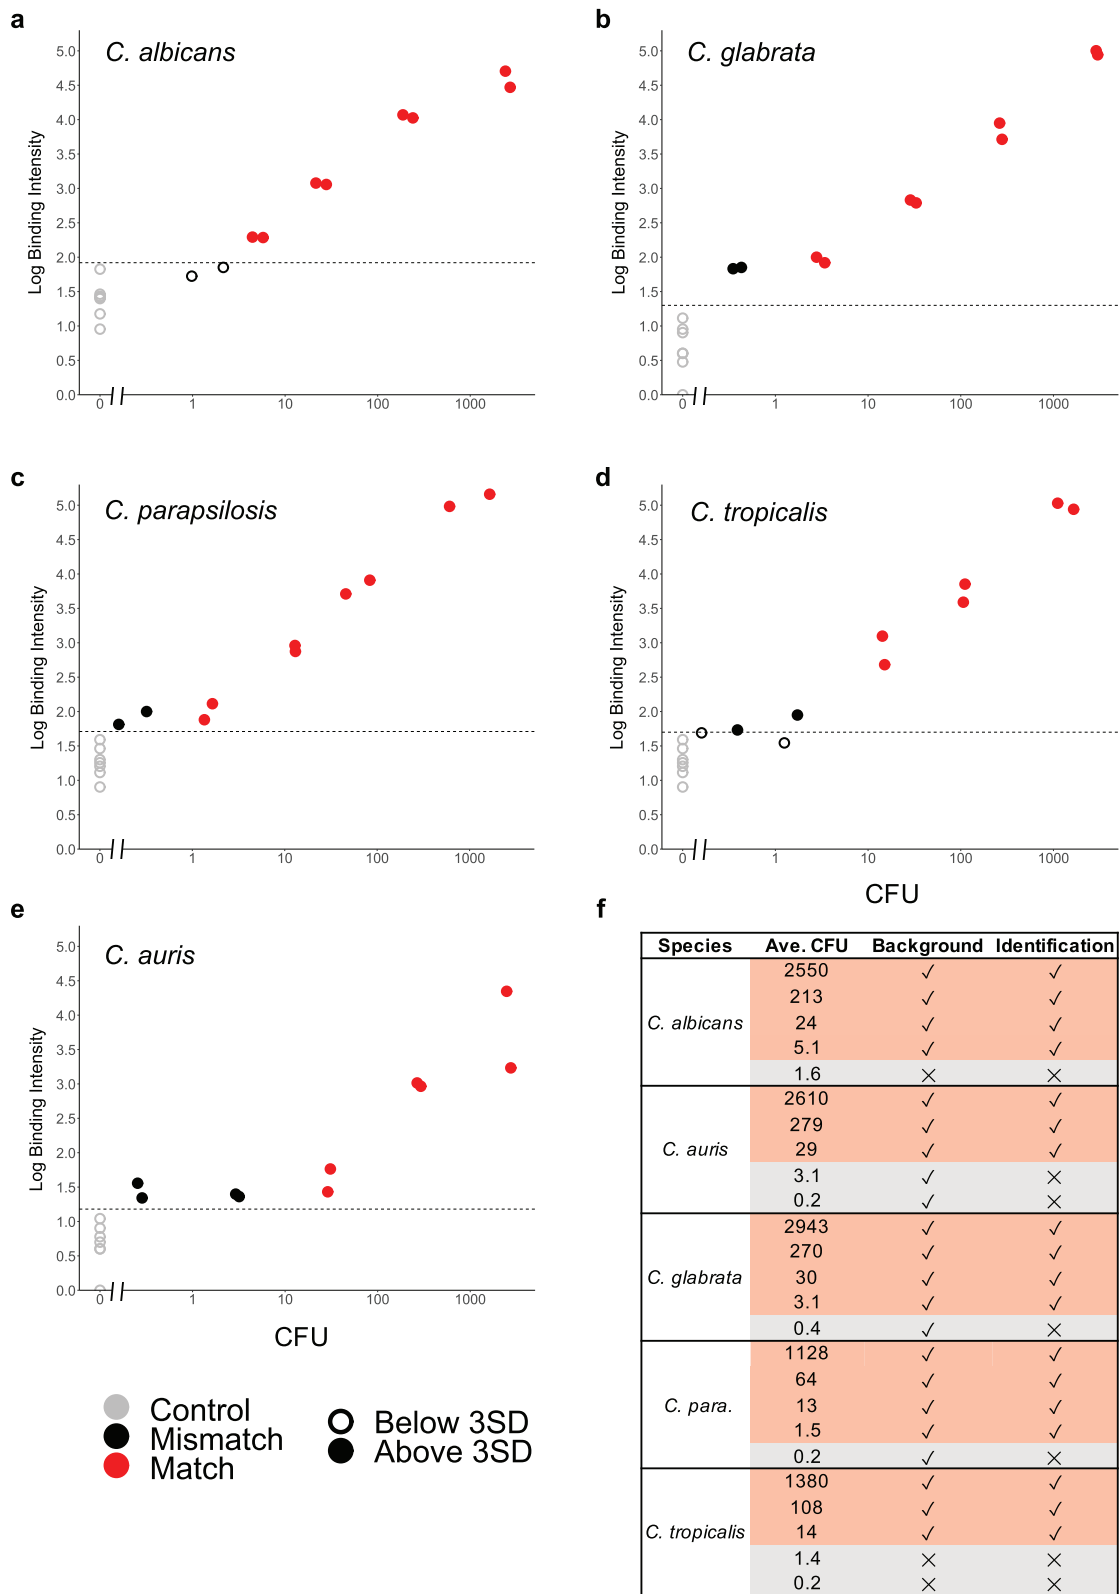 a
C. albicans
Log Binding Intensity
5.0
4.5
4.0
3.5
3.0
2.5
2.0
1.5
1.0
0.5
0.0
0 1 10 100 1000
b
C. glabrata
Log Binding Intensity
5.0
4.5
4.0
3.5
3.0
2.5
2.0
1.5
1.0
0.5
0.0
0 1 10 100 1000
c
C. parapsilosis
Log Binding Intensity
5.0
4.5
4.0
3.5
3.0
2.5
2.0
1.5
1.0
0.5
0.0
0 1 10 100 1000
d
C. tropicalis
Log Binding Intensity
5.0
4.5
4.0
3.5
3.0
2.5
2.0
1.5
1.0
0.5
0.0
0 1 10 100 1000
CFU
e
C. auris
Log Binding Intensity
5.0
4.5
4.0
3.5
3.0
2.5
2.0
1.5
1.0
0.5
0.0
0 1 10 100 1000
CFU
Control
Mismatch
Match
Below 3SD
Above 3SD
f
Species Ave. CFU Background Identification
C. albicans
2550 ✓ ✓
213 ✓ ✓
24 ✓ ✓
5.1 ✓ ✓
1.6 × ×
C. auris
2610 ✓ ✓
279 ✓ ✓
29 ✓ ✓
3.1 ✓ ×
0.2 ✓ ×
C. glabrata
2943 ✓ ✓
270 ✓ ✓
30 ✓ ✓
3.1 ✓ ✓
0.4 ✓ ×
C. para.
1128 ✓ ✓
64 ✓ ✓
13 ✓ ✓
1.5 ✓ ✓
0.2 ✓ ×
C. tropicalis
1380 ✓ ✓
108 ✓ ✓
14 ✓ ✓
1.4 × ×
0.2 × ×